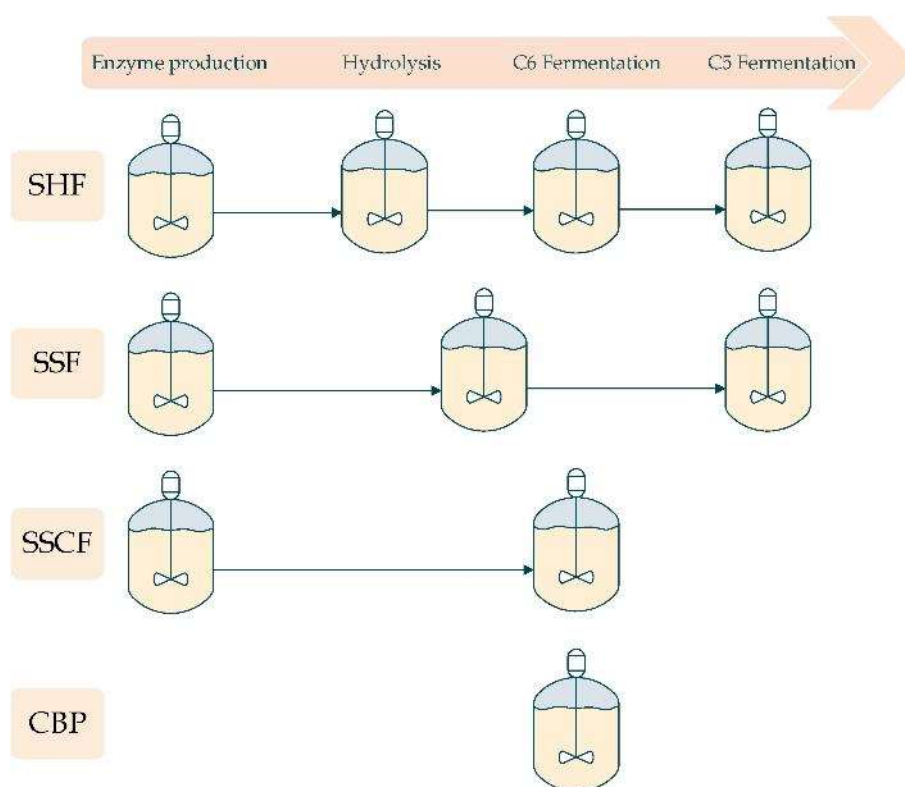 Enzyme production Hydrolysis C6 Fermentation C5 Fermentation
SHF
SSF
SSCF
CBP